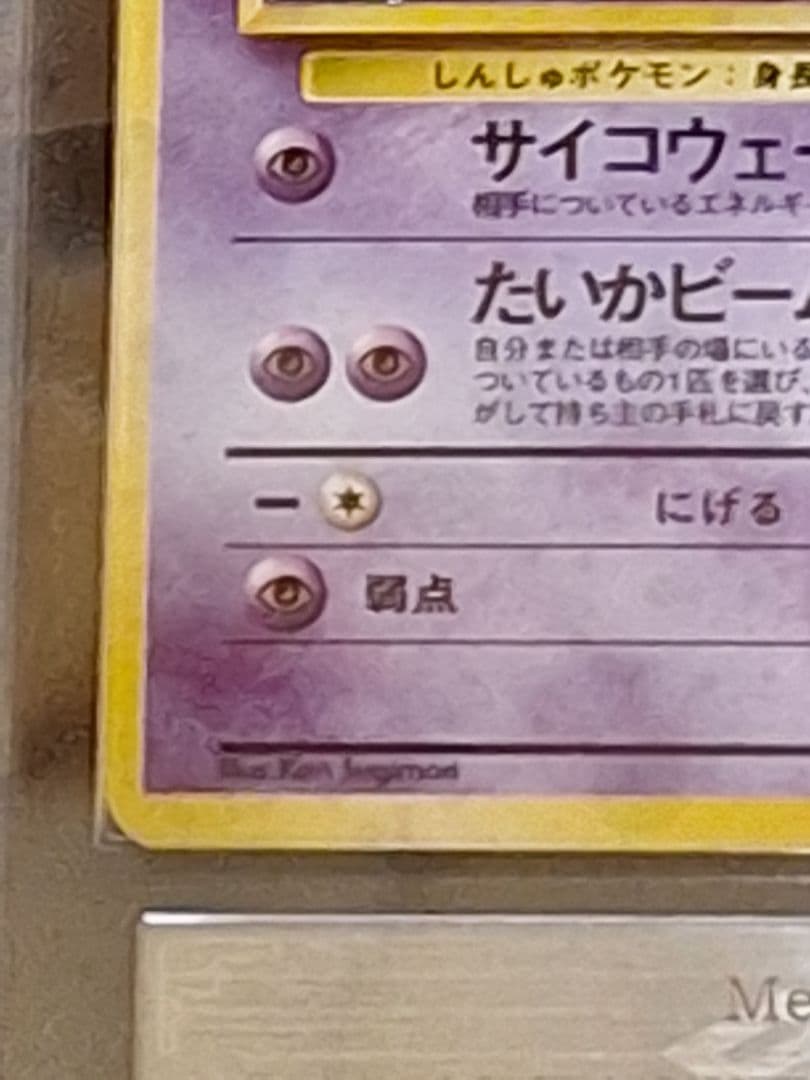 しんしゅポケモン：身長
サイコウェー
相手についているエネルギ
たいかビーム
自分または相手の場にいる
ついているもの1匹を選び、
がして持ち主の手札に戻す
にげる
弱点
Illus. Ken Sugimori
Me